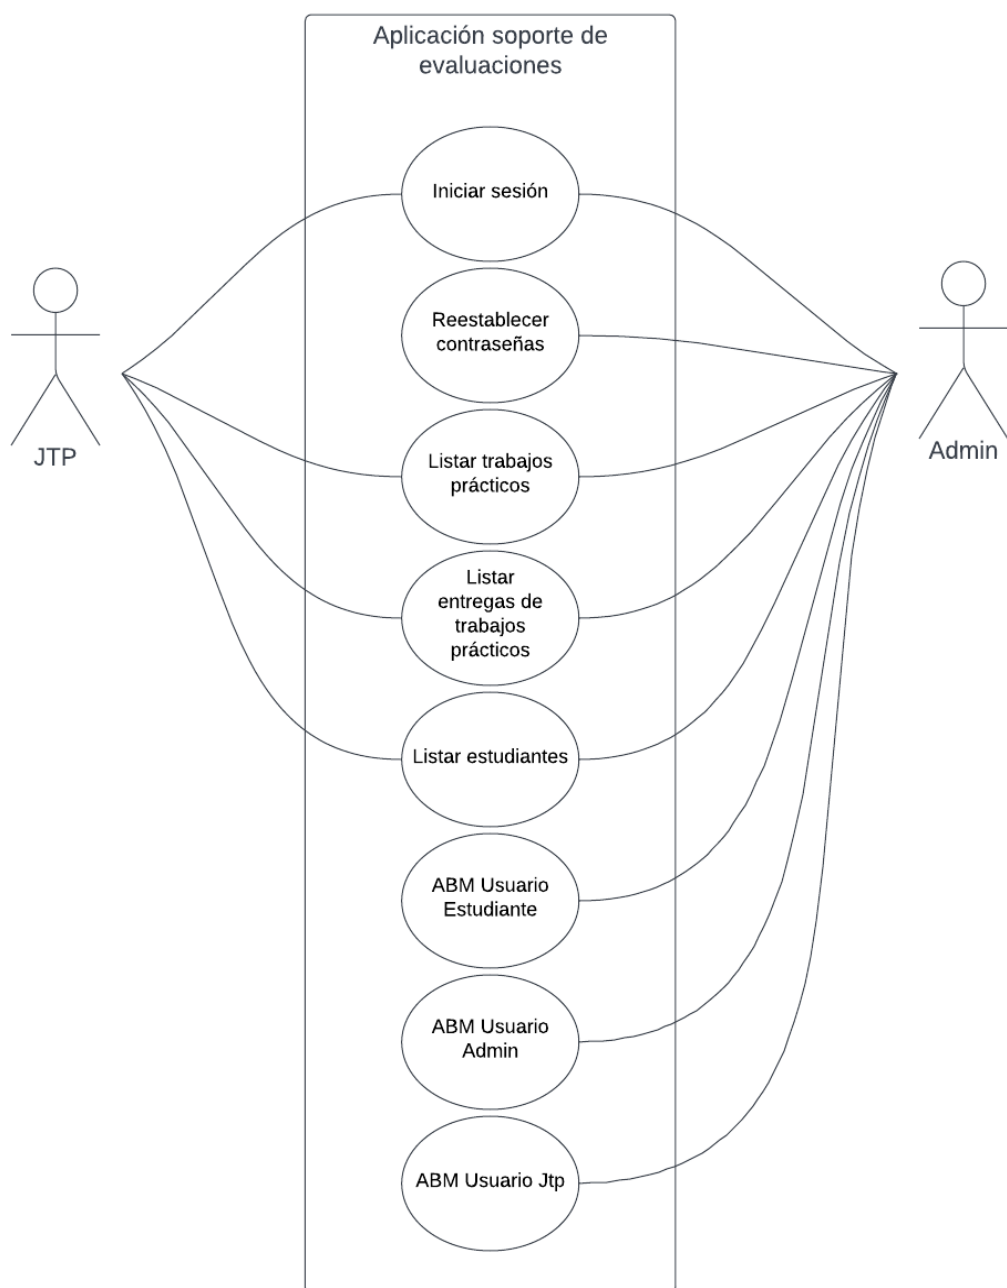 Aplicación soporte de
evaluaciones
Iniciar sesión
Reestablecer
contraseñas
JTP
Admin
Listar trabajos
prácticos
Listar
entregas de
trabajos
prácticos
Listar estudiantes
ABM Usuario
Estudiante
ABM Usuario
Admin
ABM Usuario Jtp